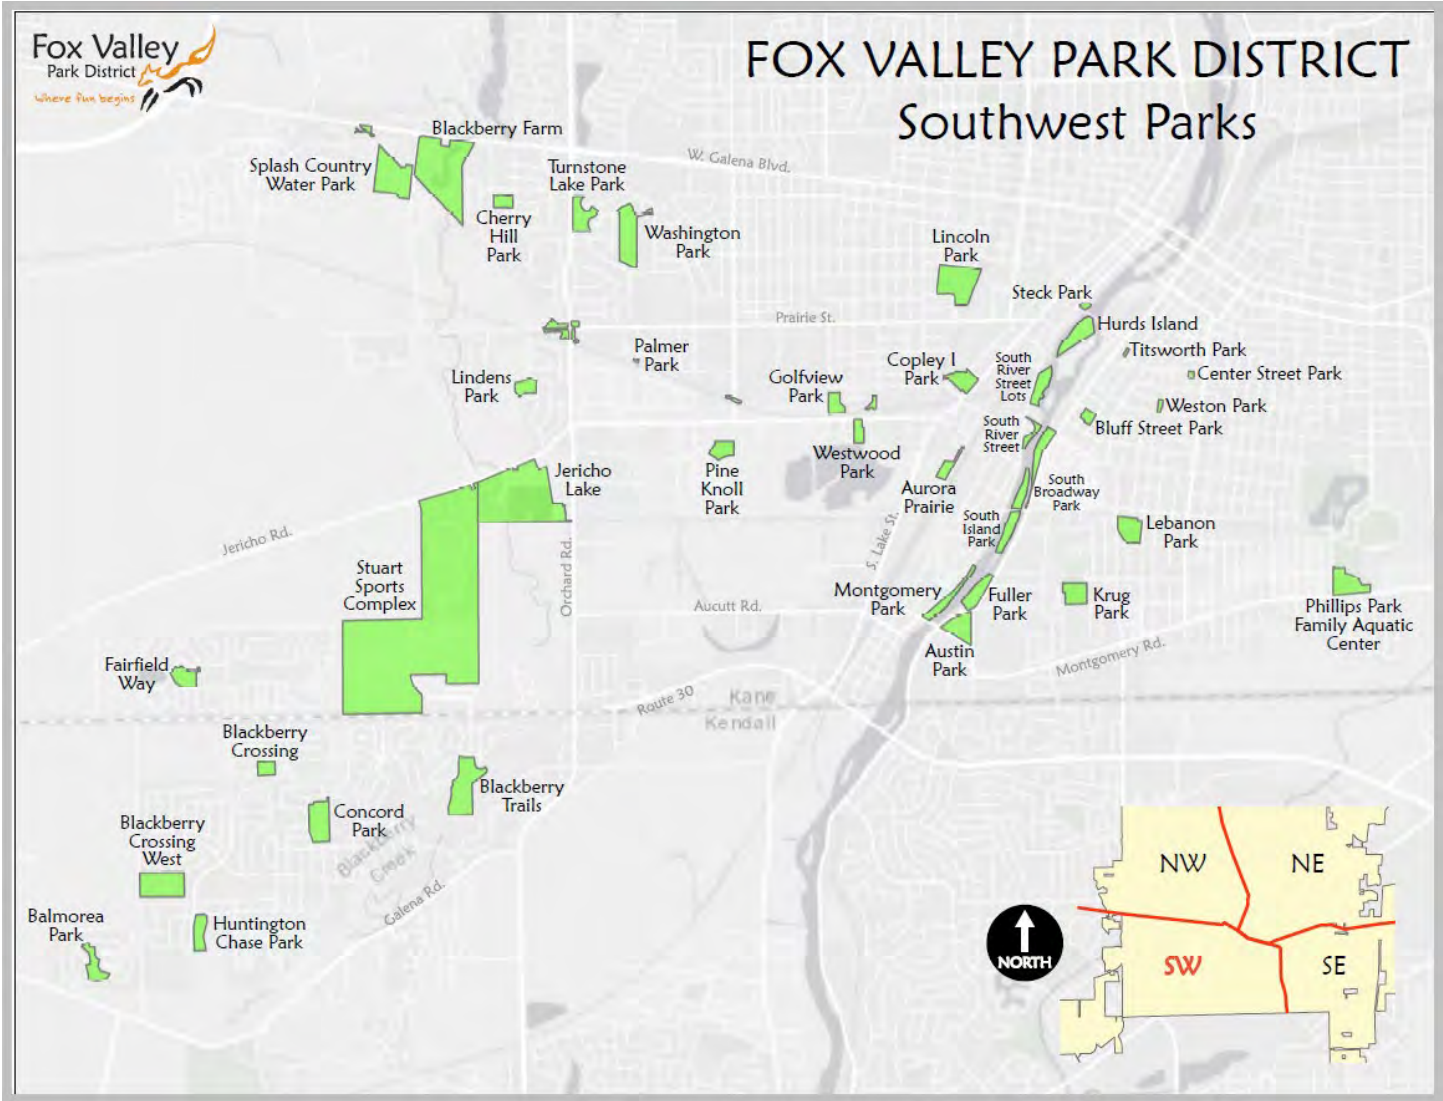 Fox Valley
Park District
Where fun begins
FOX VALLEY PARK DISTRICT
Southwest Parks
Blackberry Farm
Splash Country
Water Park
Turnstone
Lake Park
W. Galena Blvd.
Cherry
Hill
Park
Washington
Park
Lincoln
Park
Steck Park
Prairie St.
Hurds Island
Palmer
Park
Titsworth Park
Copley I
Park
South
River
Street
Lots
Center Street Park
Lindens
Park
Golfview
Park
Weston Park
Bluff Street Park
South
River
Street
Westwood
Park
Jericho
Lake
Pine
Knoll
Park
Aurora
Prairie
South
Broadway
Park
South
Island
Park
Lebanon
Park
Jericho Rd.
S. Lake St.
Orchard Rd.
Stuart
Sports
Complex
Montgomery
Park
Fuller
Park
Krug
Park
Aucutt Rd.
Phillips Park
Family Aquatic
Center
Austin
Park
Montgomery Rd.
Fairfield
Way
Route 30
Kane
Kendall
Blackberry
Crossing
Blackberry
Trails
Concord
Park
Blackberry
Creek
Blackberry
Crossing
West
Galena Rd.
Balmorea
Park
Huntington
Chase Park
NORTH
NW
NE
SW
SE